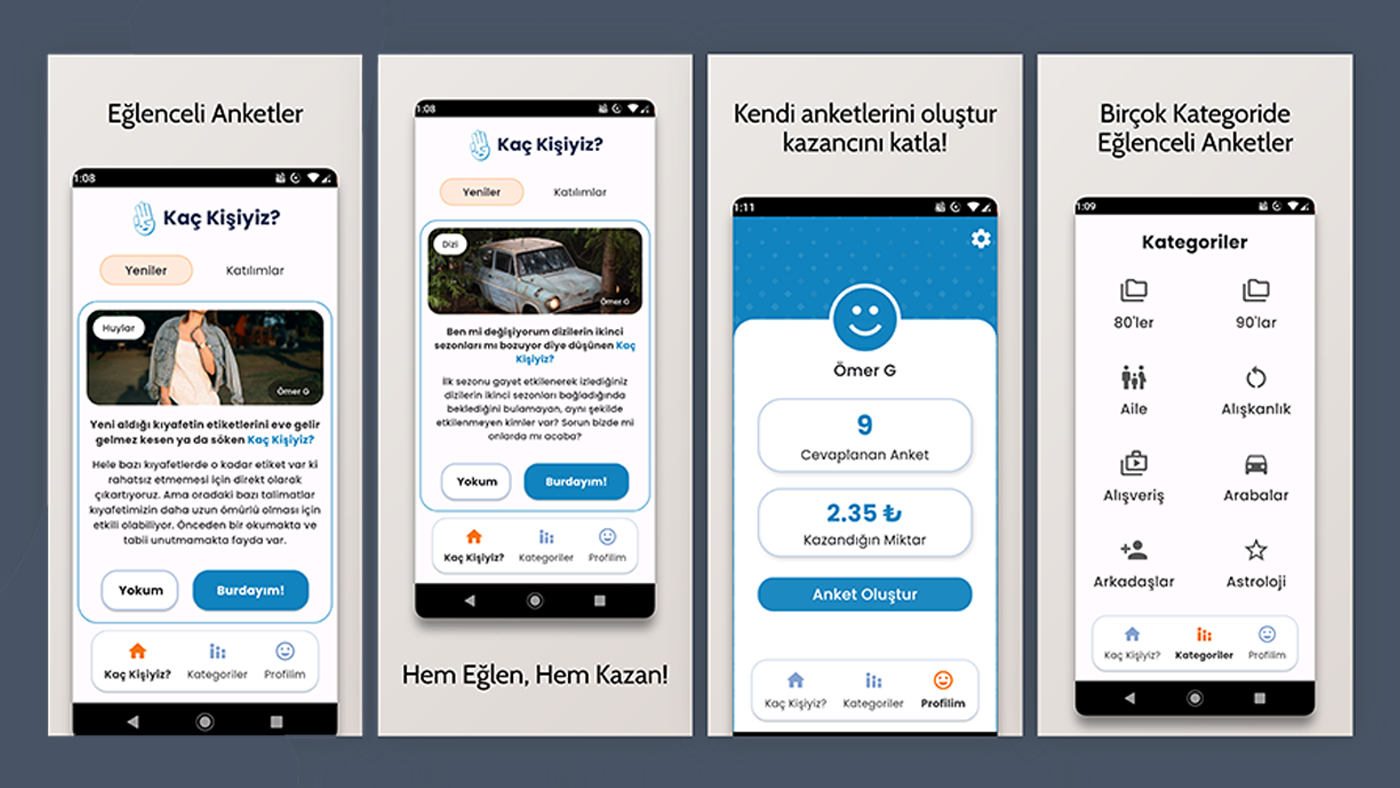 Eğlenceli Anketler
1:08
Kaç Kişiyiz?
Yeniler
Katılımlar
Huylar
Ömer G
Yeni aldığı kıyafetin etiketlerini eve gelir
gelmez kesen ya da söken Kaç Kişiyiz?
Hele bazı kıyafetlerde o kadar etiket var ki
rahatsız etmemesi için direkt olarak
çıkartıyoruz. Ama oradaki bazı talimatlar
kıyafetimizin daha uzun ömürlü olması için
etkili olabiliyor. Önceden bir okumakta ve
tabii unutmamakta fayda var.
Yokum
Burdayım!
Kaç Kişiyiz?
Kategoriler
Profilim
1:08
Kaç Kişiyiz?
Yeniler
Katılımlar
Dizi
Ömer G
Ben mi değişiyorum dizilerin ikinci
sezonları mı bozuyor diye düşünen Kaç
Kişiyiz?
İlk sezonu gayet etkilenerek izlediğiniz
dizilerin ikinci sezonları bağladığında
beklediğini bulamayan, aynı şekilde
etkilenmeyen kimler var? Sorun bizde mi
onlarda mı acaba?
Yokum
Burdayım!
Kaç Kişiyiz?
Kategoriler
Profilim
Hem Eğlen, Hem Kazan!
Kendi anketlerini oluştur
kazancını katla!
1:11
Ömer G
9
Cevaplanan Anket
2.35 ₺
Kazandığın Miktar
Anket Oluştur
Kaç Kişiyiz?
Kategoriler
Profilim
Birçok Kategoride
Eğlenceli Anketler
1:09
Kategoriler
80'ler
90'lar
Aile
Alışkanlık
Alışveriş
Arabalar
Arkadaşlar
Astroloji
Kaç Kişiyiz?
Kategoriler
Profilim